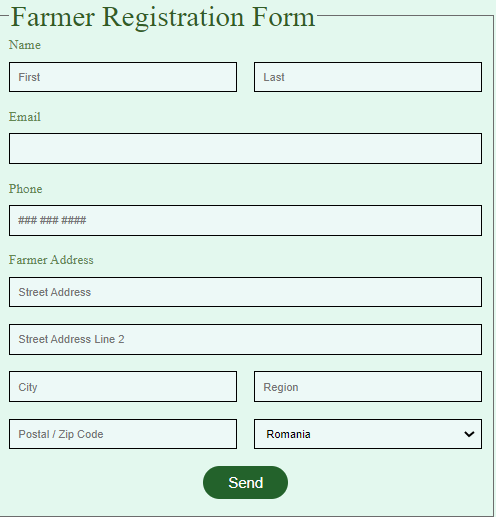 Farmer Registration Form
Name
First Last
Email
Phone
### ### ####
Farmer Address
Street Address
Street Address Line 2
City Region
Postal / Zip Code Romania
Send